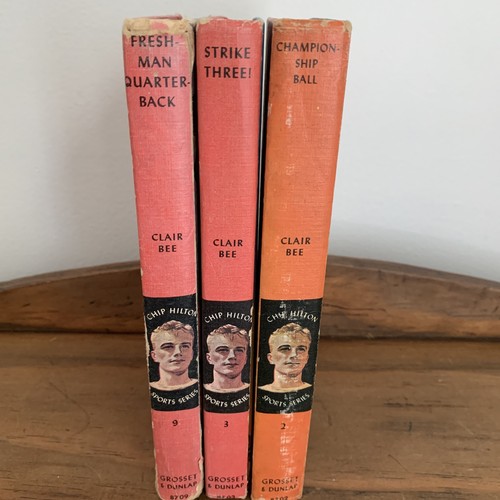 FRESH-
MAN
QUARTER-
BACK
CLAIR
BEE
CHIP HILTON
SPORTS SERIES
9
GROSSET
& DUNLAP
STRIKE
THREE!
CLAIR
BEE
CHIP HILTON
SPORTS SERIES
3
GROSSET
& DUNLAP
CHAMPION-
SHIP
BALL
CLAIR
BEE
CHIP HILTON
SPORTS SERIES
2
GROSSET
& DUNLAP